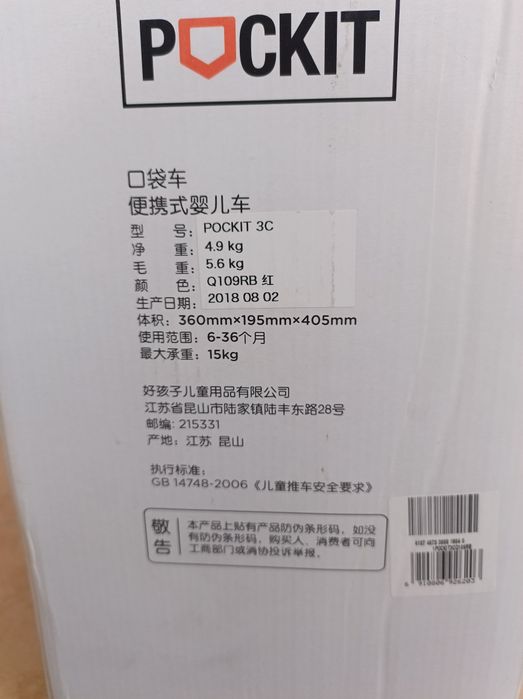 POCKIT
口袋车
便携式婴儿车
型 号: POCKIT 3C
净 重: 4.9 kg
毛 重: 5.6 kg
颜 色: Q109RB 红
生产日期: 2018 08 02
体积: 360mm×195mm×405mm
使用范围: 6-36个月
最大承重: 15kg
好孩子儿童用品有限公司
江苏省昆山市陆家镇陆丰东路28号
邮编: 215331
产地: 江苏 昆山
执行标准:
GB 14748-2006《儿童推车安全要求》
敬告
本产品上贴有产品防伪条形码, 如没
有防伪条形码, 购买人、消费者可向
工商部门或消协投诉举报.
6 910006 926203